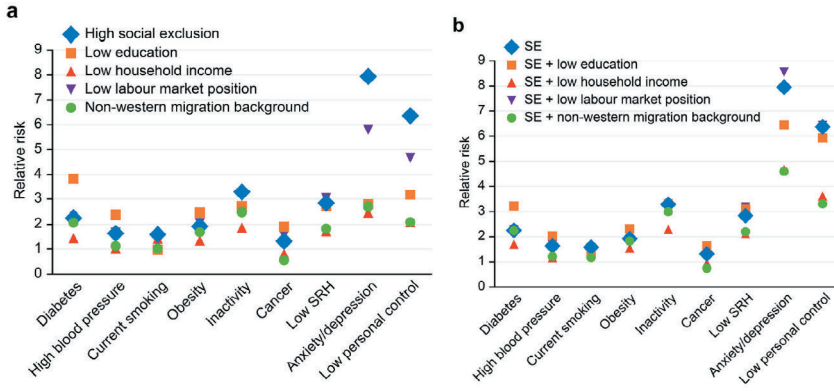 a
High social exclusion
Low education
Low household income
Low labour market position
Non-western migration background
Relative risk
9
8
7
6
5
4
3
2
1
0
Diabetes
High blood pressure
Current smoking
Obesity
Inactivity
Cancer
Low SRH
Anxiety/depression
Low personal control
b
SE
SE + low education
SE + low household income
SE + low labour market position
SE + non-western migration background
Relative risk
9
8
7
6
5
4
3
2
1
0
Diabetes
High blood pressure
Current smoking
Obesity
Inactivity
Cancer
Low SRH
Anxiety/depression
Low personal control